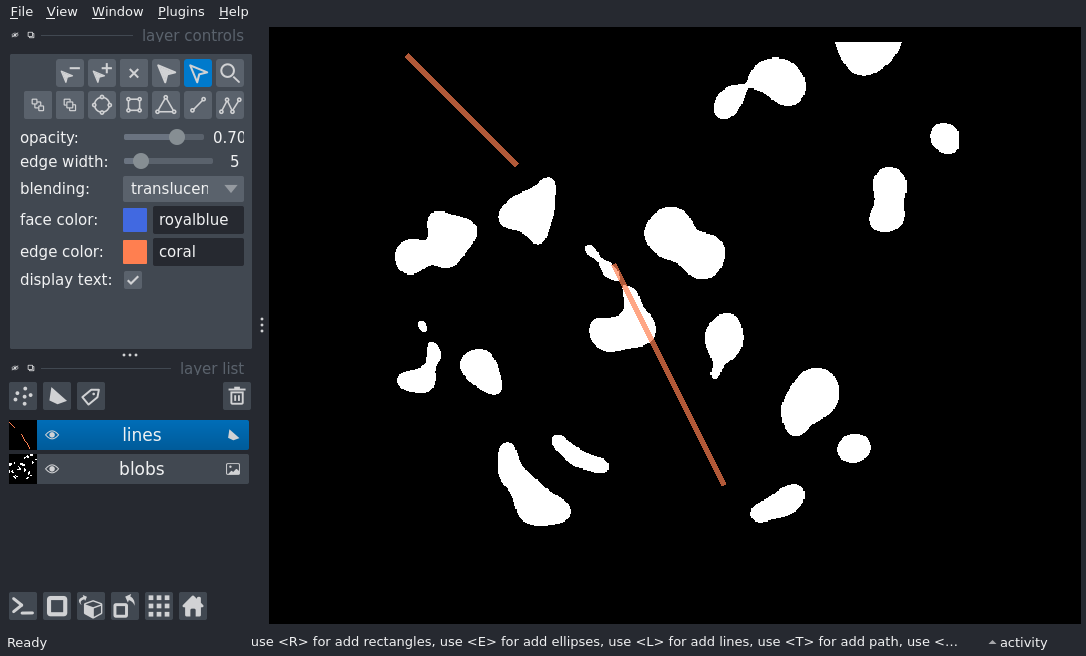 File View Window Plugins Help
layer controls
opacity: 0.70
edge width: 5
blending: translucen
face color: royalblue
edge color: coral
display text:
layer list
lines
blobs
Ready use <R> for add rectangles, use <E> for add ellipses, use <L> for add lines, use <T> for add path, use <... activity